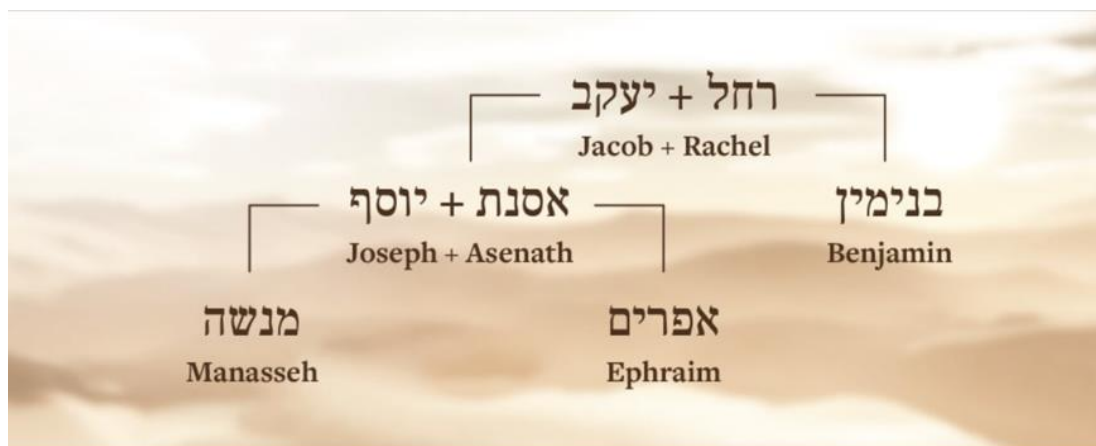 יעקב + רחל
Jacob + Rachel
יוסף + אסנת
Joseph + Asenath
בנימין
Benjamin
מנשה
Manasseh
אפרים
Ephraim